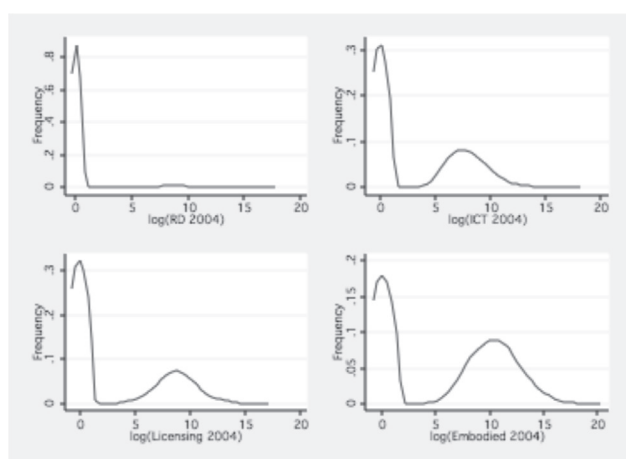 Frequency
0 .2 .4 .6 .8
0 5 10 15 20
log(RD 2004)
Frequency
0 .1 .2 .3
0 5 10 15 20
log(ICT 2004)
Frequency
0 .1 .2 .3
0 5 10 15 20
log(Licensing 2004)
Frequency
0 .05 .1 .15 .2
0 5 10 15 20
log(Embodied 2004)